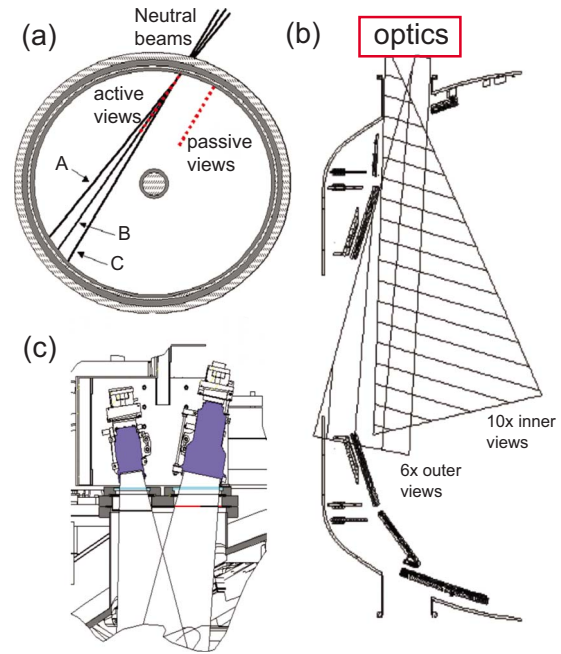 (a)
Neutral
beams
active
views
passive
views
A
B
C
(b)
optics
10x inner
views
6x outer
views
(c)